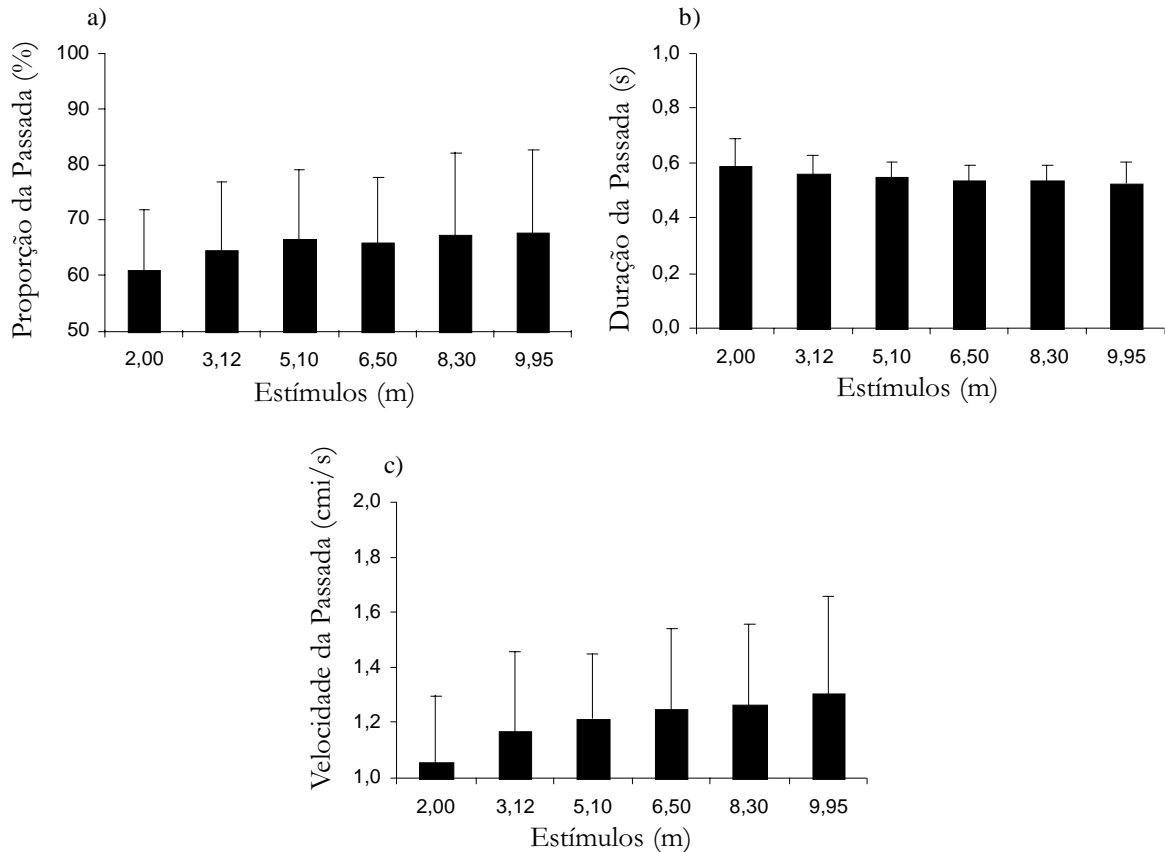 a)
Proporção da Passada (%)
100
90
80
70
60
50
2,00 3,12 5,10 6,50 8,30 9,95
Estímulos (m)
b)
Duração da Passada (s)
1,0
0,8
0,6
0,4
0,2
0,0
2,00 3,12 5,10 6,50 8,30 9,95
Estímulos (m)
c)
Velocidade da Passada (cmi/s)
2,0
1,8
1,6
1,4
1,2
1,0
2,00 3,12 5,10 6,50 8,30 9,95
Estímulos (m)